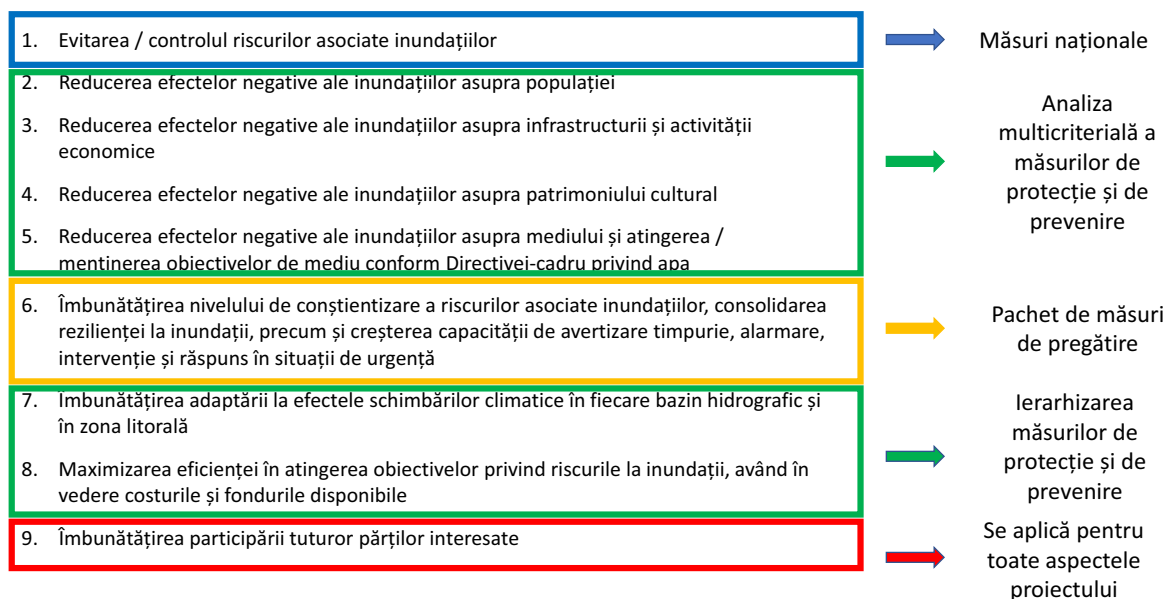 1. Evitarea / controlul riscurilor asociate inundațiilor
Măsuri naționale
2. Reducerea efectelor negative ale inundațiilor asupra populației
3. Reducerea efectelor negative ale inundațiilor asupra infrastructurii și activității
economice
4. Reducerea efectelor negative ale inundațiilor asupra patrimoniului cultural
5. Reducerea efectelor negative ale inundațiilor asupra mediului și atingerea /
menținerea obiectivelor de mediu conform Directivei-cadru privind apa
Analiza
multicriterială a
măsurilor de
protecție și de
prevenire
6. Îmbunătățirea nivelului de conștientizare a riscurilor asociate inundațiilor, consolidarea
rezilienței la inundații, precum și creșterea capacității de avertizare timpurie, alarmare,
intervenție și răspuns în situații de urgență
Pachet de măsuri
de pregătire
7. Îmbunătățirea adaptării la efectele schimbărilor climatice în fiecare bazin hidrografic și
în zona litorală
8. Maximizarea eficienței în atingerea obiectivelor privind riscurile la inundații, având în
vedere costurile și fondurile disponibile
Ierarhizarea
măsurilor de
protecție și de
prevenire
9. Îmbunătățirea participării tuturor părților interesate
Se aplică pentru
toate aspectele
proiectului